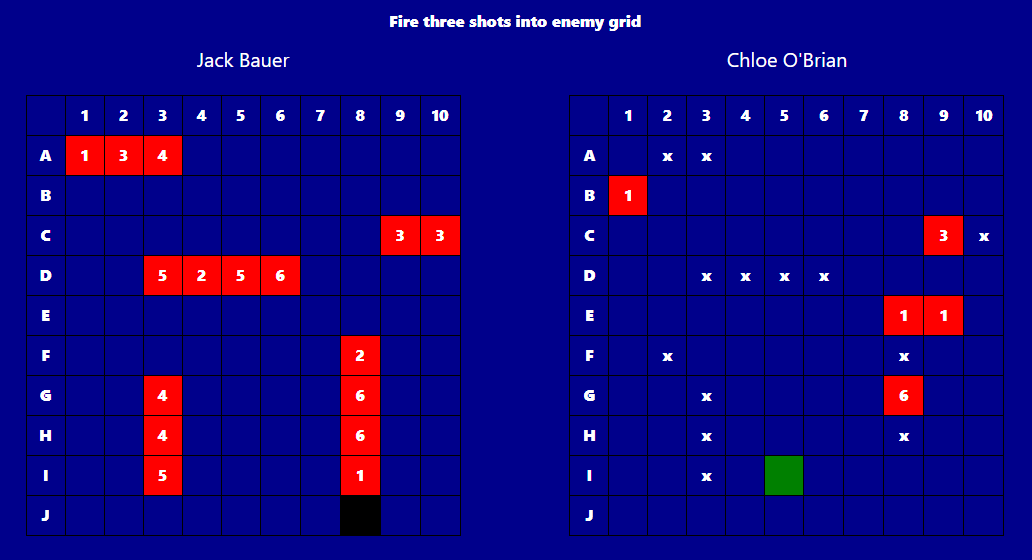 Fire three shots into enemy grid
Jack Bauer Chloe O'Brian
1 2 3 4 5 6 7 8 9 10 1 2 3 4 5 6 7 8 9 10
A 1 3 4 A x x
B B 1
C 3 3 C 3 x
D 5 2 5 6 D x x x x
E E 1 1
F 2 F x x
G 4 6 G x 6
H 4 6 H x x
I 5 1 I x
J J